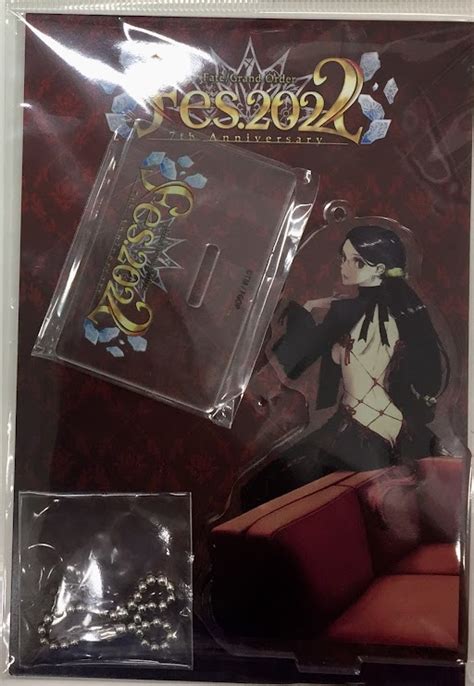 Fate/Grand Order
Fes.2022
7th Anniversary
Fes.2022